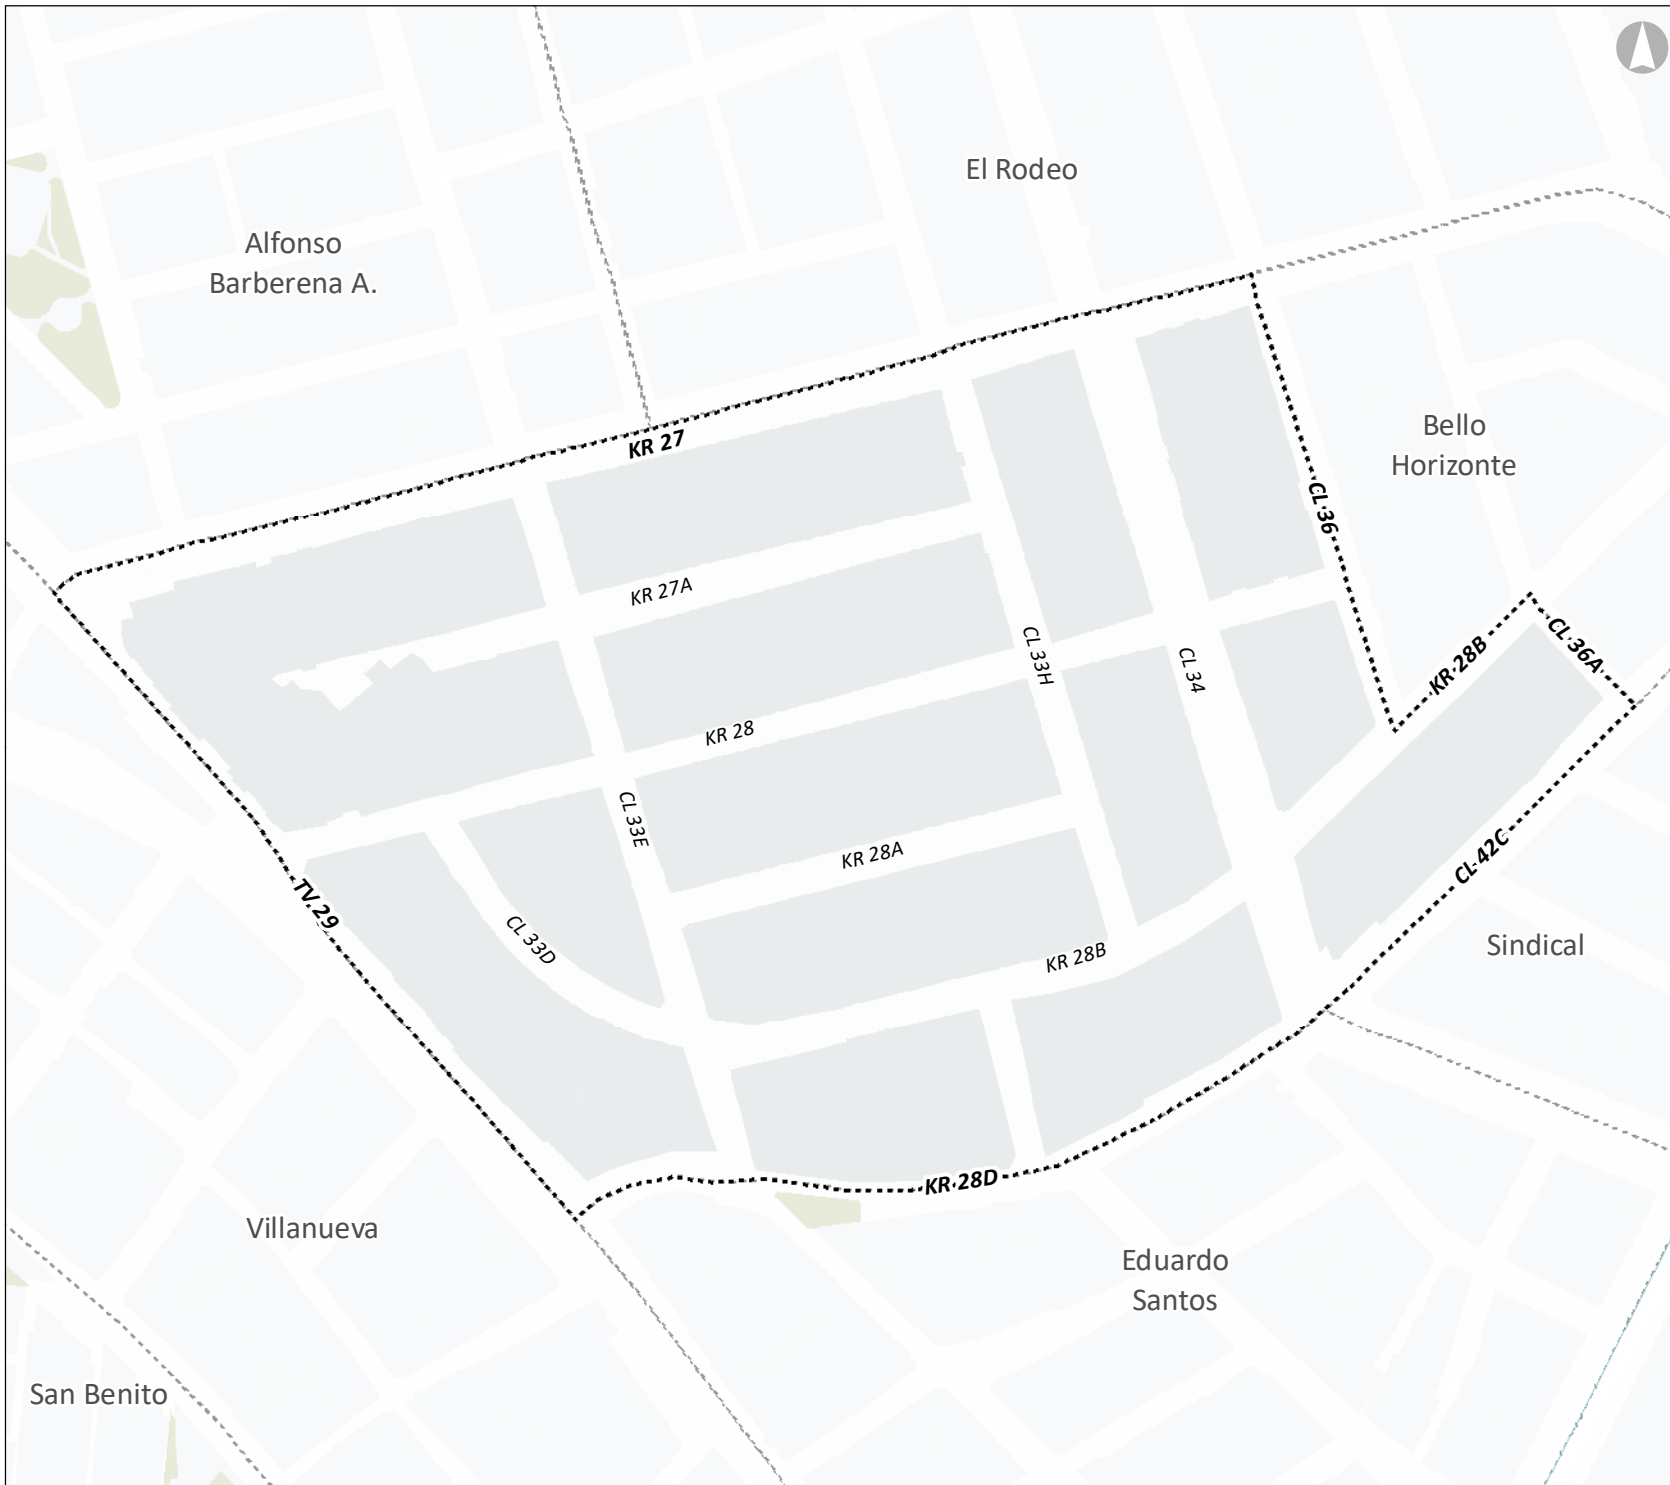 El Rodeo
Alfonso
Barberena A.
Bello
Horizonte
KR 27
CL 36
KR 27A
CL 33H
CL 34
KR 28B
CL 36A
KR 28
CL 33E
KR 28A
CL 42C
TV 29
CL 33D
KR 28B
Sindical
KR 28D
Villanueva
Eduardo
Santos
San Benito